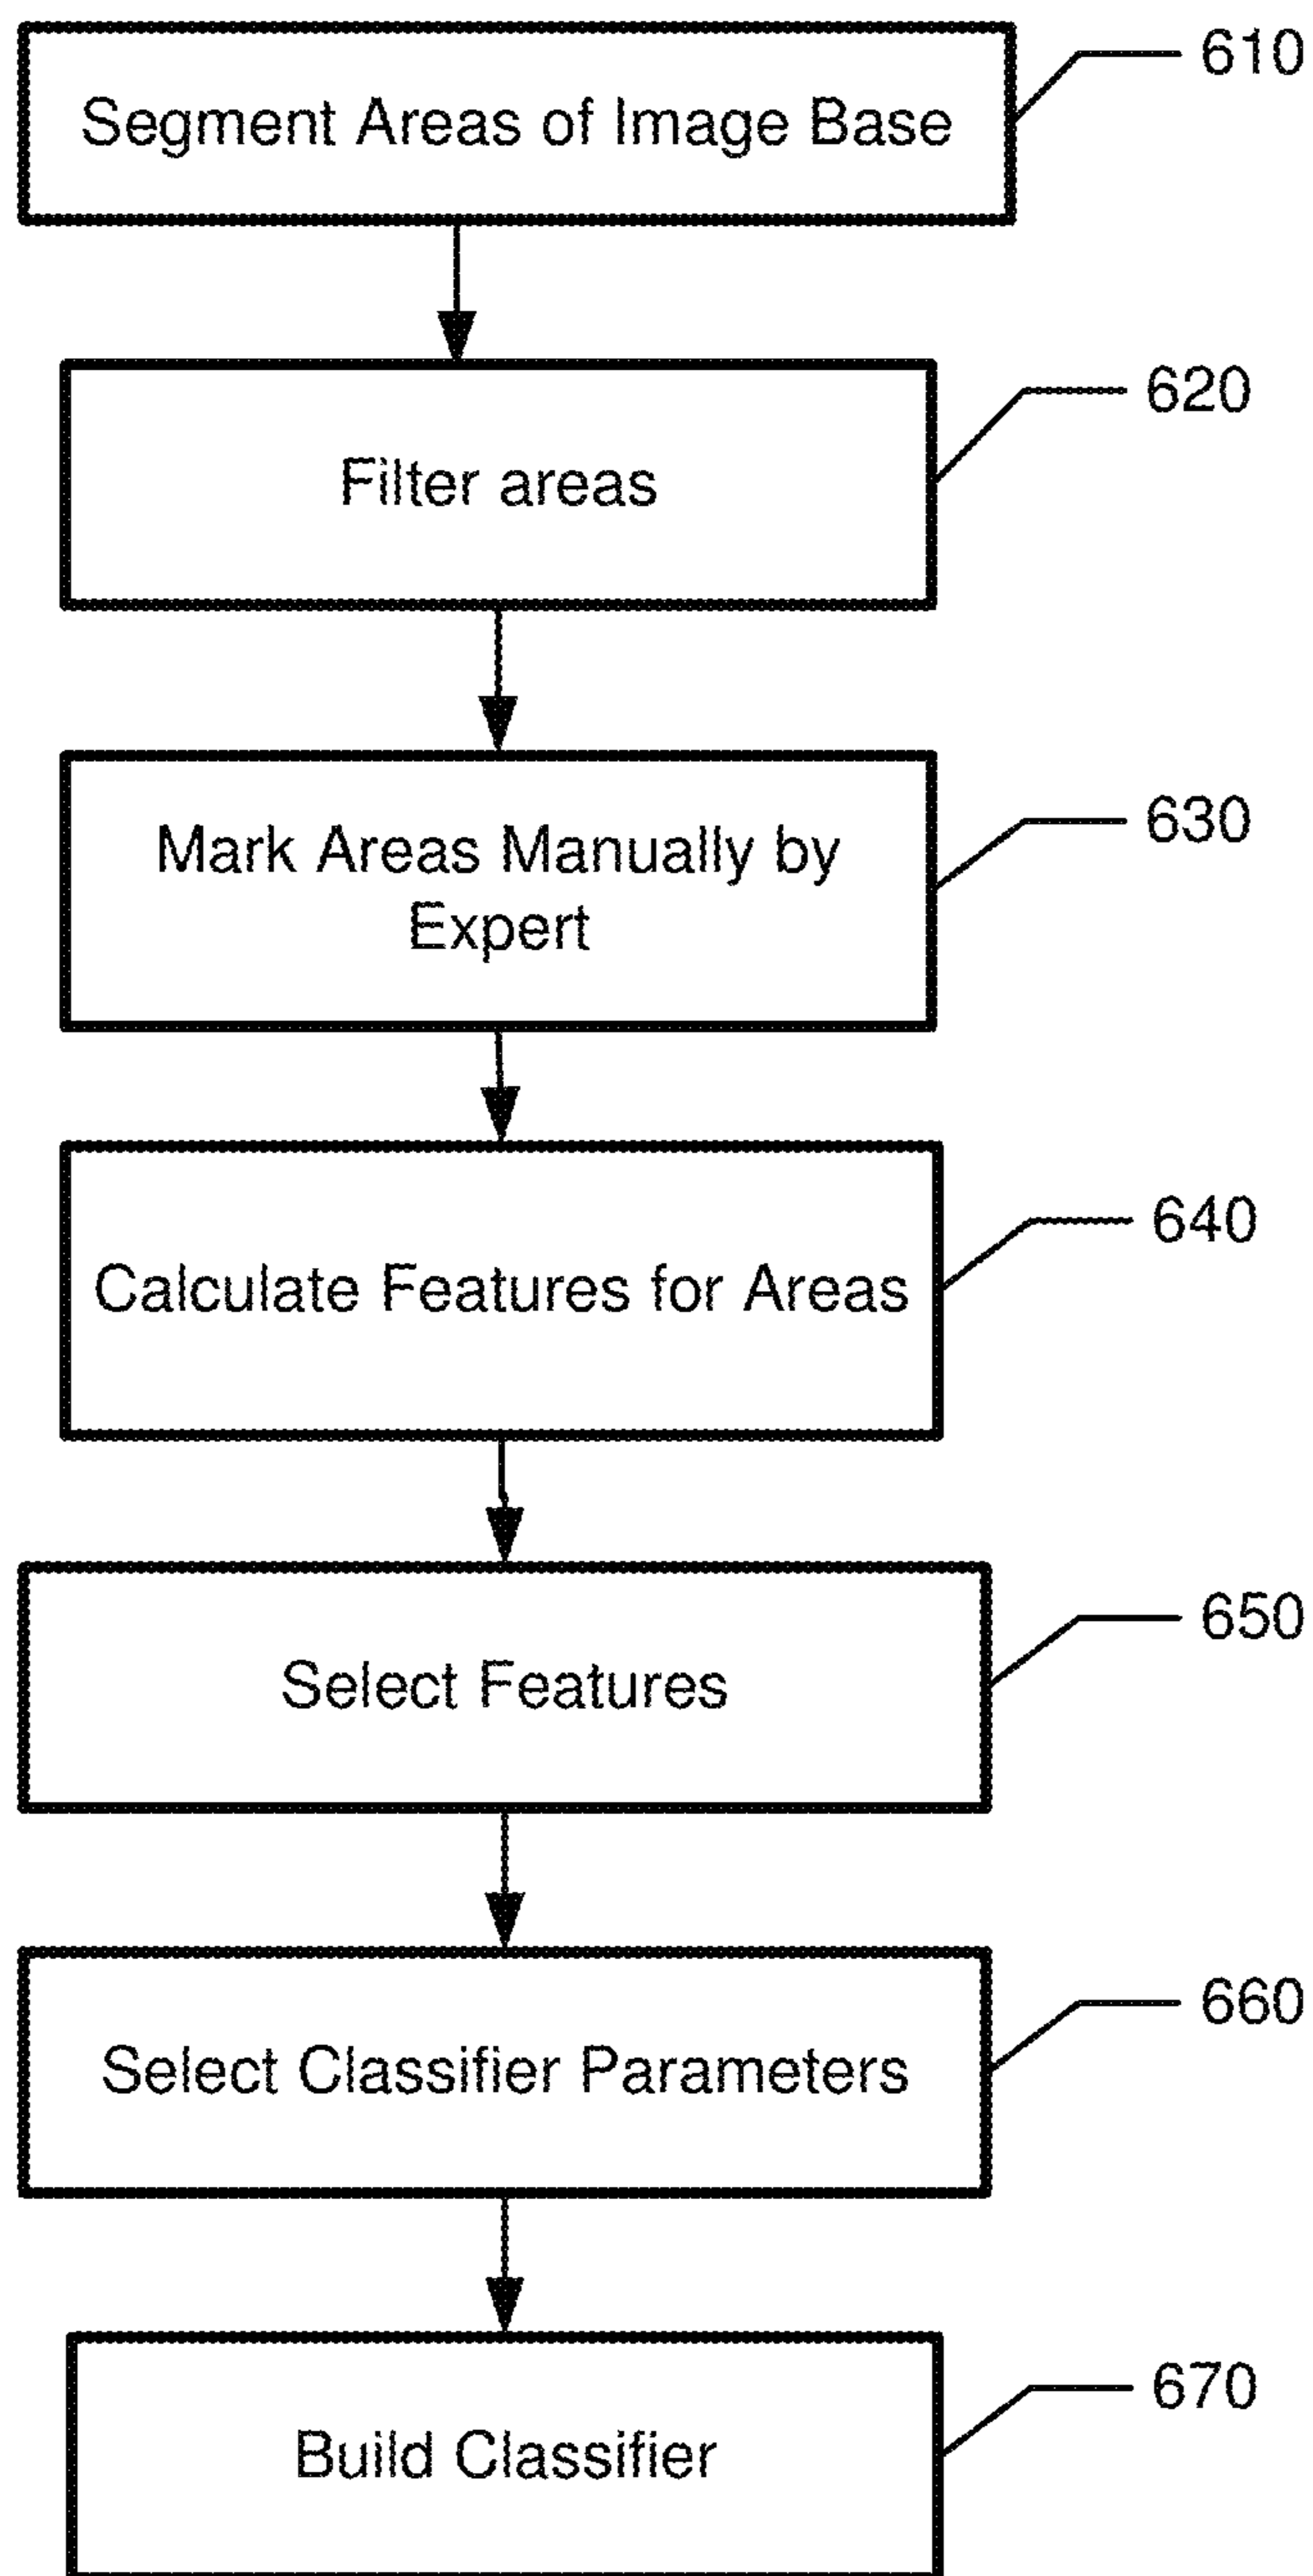 610
Segment Areas of Image Base
620
Filter areas
630
Mark Areas Manually by
Expert
640
Calculate Features for Areas
650
Select Features
660
Select Classifier Parameters
670
Build Classifier